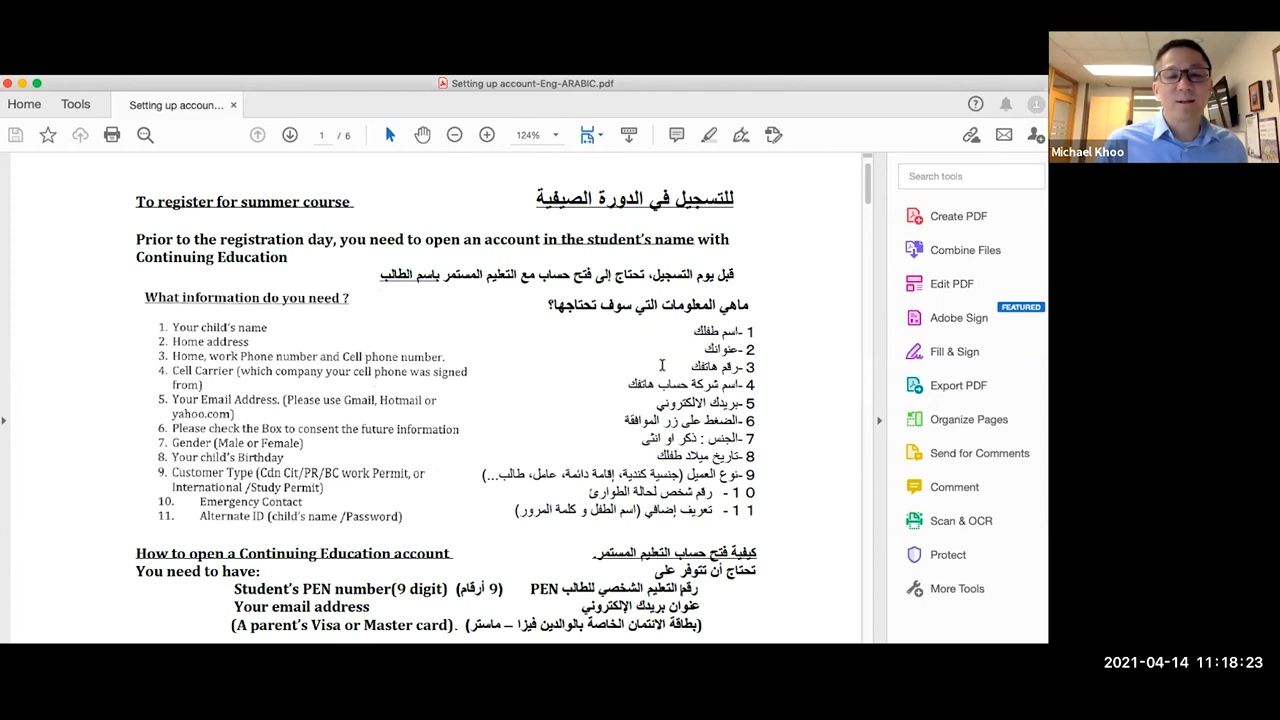 Setting up account-Eng-ARABIC.pdf
Home
Tools
Setting up accoun...
1 / 6
124%
Michael Khoo
Search tools
Create PDF
Combine Files
Edit PDF
FEATURED
Adobe Sign
Fill & Sign
Export PDF
Organize Pages
Send for Comments
Comment
Scan & OCR
Protect
More Tools
To register for summer course
للتسجيل في الدورة الصيفية
Prior to the registration day, you need to open an account in the student's name with
Continuing Education
قبل يوم التسجيل، تحتاج إلى فتح حساب مع التعليم المستمر باسم الطالب
What information do you need ?
ماهي المعلومات التي سوف تحتاجها؟
1. Your child's name
2. Home address
3. Home, work Phone number and Cell phone number.
4. Cell Carrier (which company your cell phone was signed
from)
5. Your Email Address. (Please use Gmail, Hotmail or
yahoo.com)
6. Please check the Box to consent the future information
7. Gender (Male or Female)
8. Your child's Birthday
9. Customer Type (Cdn Cit/PR/BC work Permit, or
International /Study Permit)
10. Emergency Contact
11. Alternate ID (child's name /Password)
1 -اسم طفلك
2 -عنوانك
3 -رقم هاتفك
4 -اسم شركة حساب هاتفك
5 -بريدك الالكتروني
6 -الضغط على زر الموافقة
7 -الجنس : ذكر او انثى
8 -تاريخ ميلاد طفلك
9 -نوع العميل (جنسية كندية، إقامة دائمة، عامل، طالب...)
10 - رقم شخص لحالة الطوارئ
11 - تعريف إضافي (اسم الطفل و كلمة المرور)
How to open a Continuing Education account
كيفية فتح حساب التعليم المستمر.
You need to have:
تحتاج أن تتوفر على
Student's PEN number(9 digit) (9 أرقام) رقم التعليم الشخصي للطالب PEN
Your email address
عنوان بريدك الإلكتروني
(A parent's Visa or Master card). (بطاقة الائتمان الخاصة بالوالدين فيزا – ماستر)
2021-04-14 11:18:23